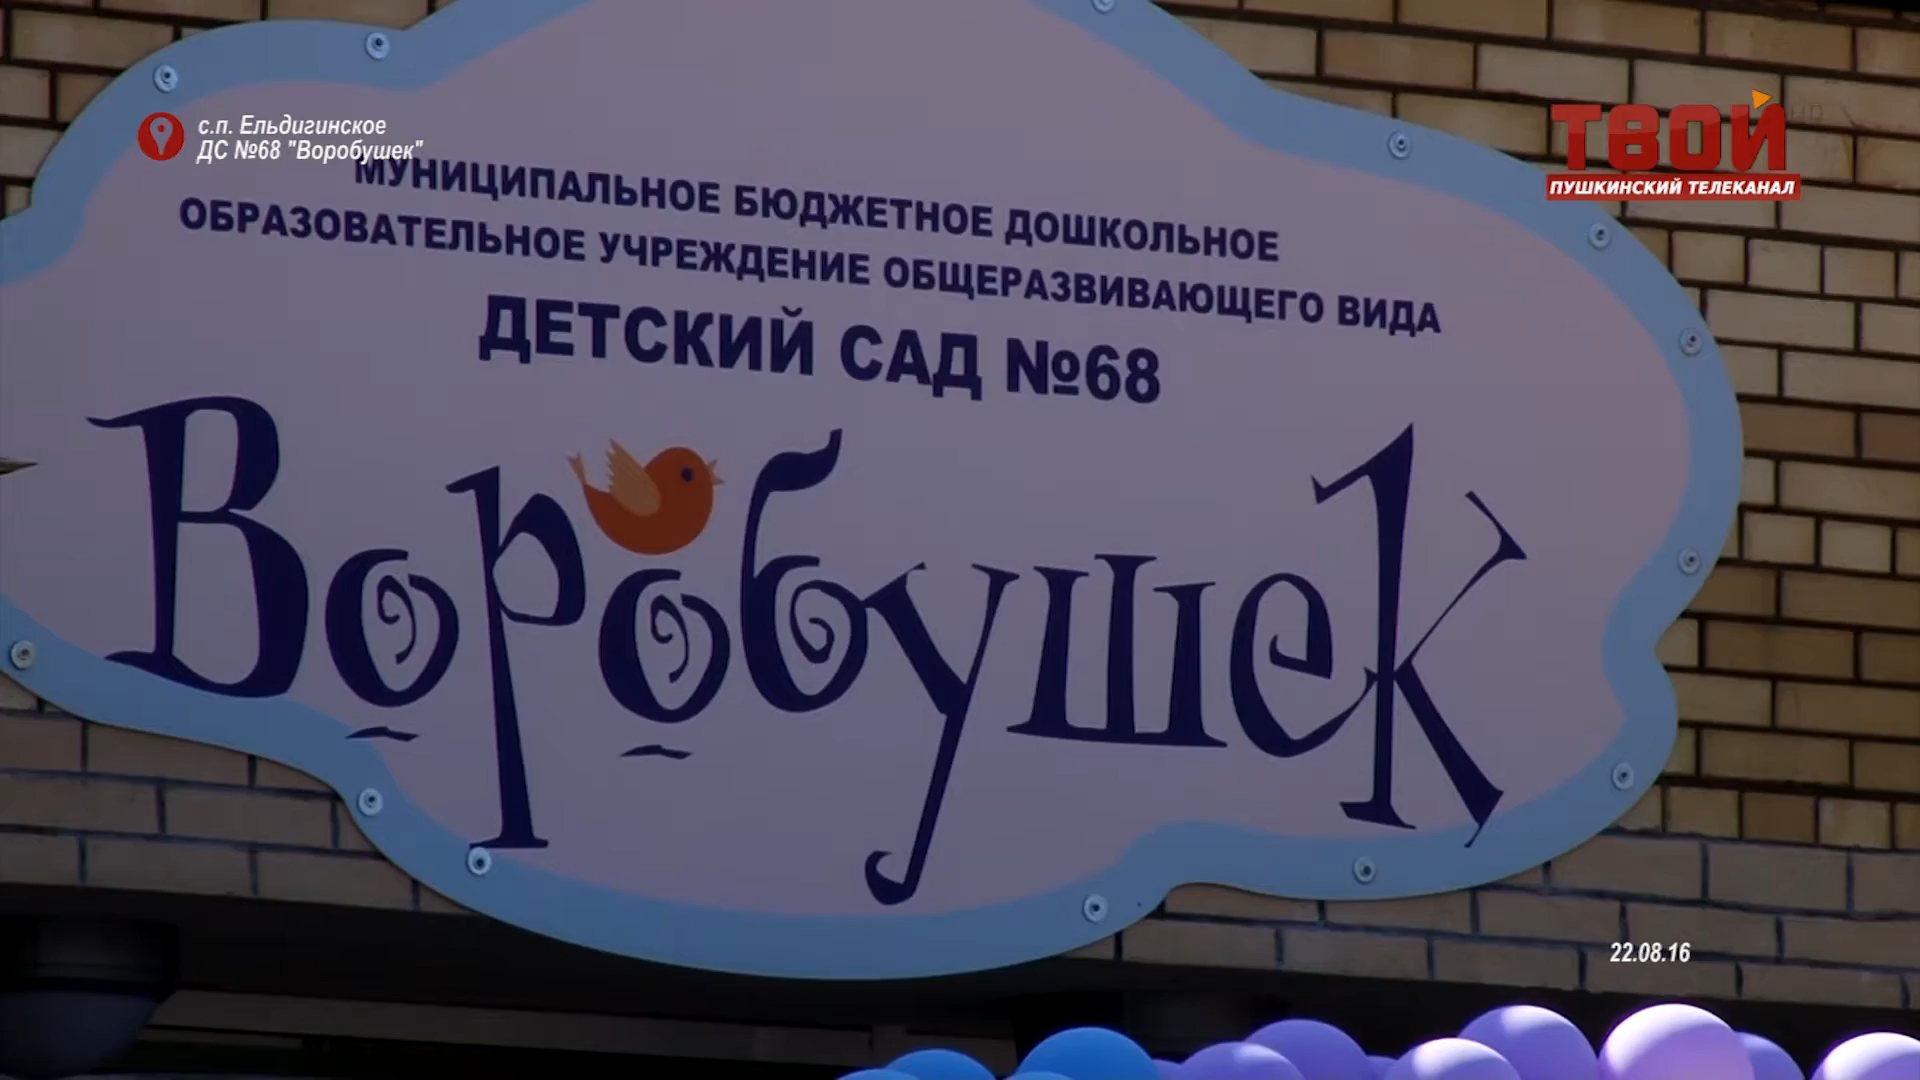 с.п. Ельдигинское
ДС №68 "Воробушек"
ТВОЙ
ПУШКИНСКИЙ ТЕЛЕКАНАЛ
МУНИЦИПАЛЬНОЕ БЮДЖЕТНОЕ ДОШКОЛЬНОЕ
ОБРАЗОВАТЕЛЬНОЕ УЧРЕЖДЕНИЕ ОБЩЕРАЗВИВАЮЩЕГО ВИДА
ДЕТСКИЙ САД №68
Воробушек
22.08.16